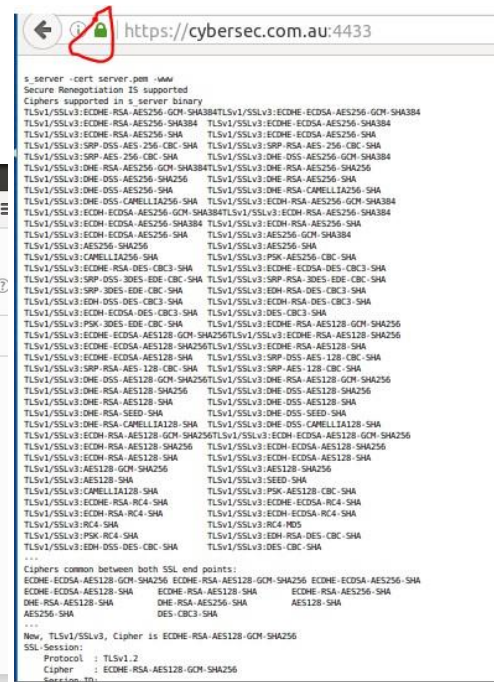 https://cybersec.com.au:4433
s_server -cert server.pem -www
Secure Renegotiation IS supported
Ciphers supported in s_server binary
TLSv1/SSLv3:ECDHE-RSA-AES256-GCM-SHA384TLSv1/SSLv3:ECDHE-ECDSA-AES256-GCM-SHA384
TLSv1/SSLv3:ECDHE-RSA-AES256-SHA384 TLSv1/SSLv3:ECDHE-ECDSA-AES256-SHA384
TLSv1/SSLv3:ECDHE-RSA-AES256-SHA TLSv1/SSLv3:ECDHE-ECDSA-AES256-SHA
TLSv1/SSLv3:SRP-DSS-AES-256-CBC-SHA TLSv1/SSLv3:SRP-RSA-AES-256-CBC-SHA
TLSv1/SSLv3:SRP-AES-256-CBC-SHA TLSv1/SSLv3:DHE-DSS-AES256-GCM-SHA384
TLSv1/SSLv3:DHE-RSA-AES256-GCM-SHA384TLSv1/SSLv3:DHE-RSA-AES256-SHA256
TLSv1/SSLv3:DHE-DSS-AES256-SHA256 TLSv1/SSLv3:DHE-RSA-AES256-SHA
TLSv1/SSLv3:DHE-DSS-AES256-SHA TLSv1/SSLv3:DHE-RSA-CAMELLIA256-SHA
TLSv1/SSLv3:DHE-DSS-CAMELLIA256-SHA TLSv1/SSLv3:ECDH-RSA-AES256-GCM-SHA384
TLSv1/SSLv3:ECDH-ECDSA-AES256-GCM-SHA384TLSv1/SSLv3:ECDH-RSA-AES256-SHA384
TLSv1/SSLv3:ECDH-ECDSA-AES256-SHA384 TLSv1/SSLv3:ECDH-RSA-AES256-SHA
TLSv1/SSLv3:ECDH-ECDSA-AES256-SHA TLSv1/SSLv3:AES256-GCM-SHA384
TLSv1/SSLv3:AES256-SHA256 TLSv1/SSLv3:AES256-SHA
TLSv1/SSLv3:CAMELLIA256-SHA TLSv1/SSLv3:PSK-AES256-CBC-SHA
TLSv1/SSLv3:ECDHE-RSA-DES-CBC3-SHA TLSv1/SSLv3:ECDHE-ECDSA-DES-CBC3-SHA
TLSv1/SSLv3:SRP-DSS-3DES-EDE-CBC-SHA TLSv1/SSLv3:SRP-RSA-3DES-EDE-CBC-SHA
TLSv1/SSLv3:SRP-3DES-EDE-CBC-SHA TLSv1/SSLv3:EDH-RSA-DES-CBC3-SHA
TLSv1/SSLv3:EDH-DSS-DES-CBC3-SHA TLSv1/SSLv3:ECDH-RSA-DES-CBC3-SHA
TLSv1/SSLv3:ECDH-ECDSA-DES-CBC3-SHA TLSv1/SSLv3:DES-CBC3-SHA
TLSv1/SSLv3:PSK-3DES-EDE-CBC-SHA TLSv1/SSLv3:ECDHE-RSA-AES128-GCM-SHA256
TLSv1/SSLv3:ECDHE-ECDSA-AES128-GCM-SHA256TLSv1/SSLv3:ECDHE-RSA-AES128-SHA256
TLSv1/SSLv3:ECDHE-ECDSA-AES128-SHA256TLSv1/SSLv3:ECDHE-RSA-AES128-SHA
TLSv1/SSLv3:ECDHE-ECDSA-AES128-SHA TLSv1/SSLv3:SRP-DSS-AES-128-CBC-SHA
TLSv1/SSLv3:SRP-RSA-AES-128-CBC-SHA TLSv1/SSLv3:SRP-AES-128-CBC-SHA
TLSv1/SSLv3:DHE-DSS-AES128-GCM-SHA256TLSv1/SSLv3:DHE-RSA-AES128-GCM-SHA256
TLSv1/SSLv3:DHE-RSA-AES128-SHA256 TLSv1/SSLv3:DHE-DSS-AES128-SHA256
TLSv1/SSLv3:DHE-RSA-AES128-SHA TLSv1/SSLv3:DHE-DSS-AES128-SHA
TLSv1/SSLv3:DHE-RSA-SEED-SHA TLSv1/SSLv3:DHE-DSS-SEED-SHA
TLSv1/SSLv3:DHE-RSA-CAMELLIA128-SHA TLSv1/SSLv3:DHE-DSS-CAMELLIA128-SHA
TLSv1/SSLv3:ECDH-RSA-AES128-GCM-SHA256TLSv1/SSLv3:ECDH-ECDSA-AES128-GCM-SHA256
TLSv1/SSLv3:ECDH-RSA-AES128-SHA256 TLSv1/SSLv3:ECDH-ECDSA-AES128-SHA256
TLSv1/SSLv3:ECDH-RSA-AES128-SHA TLSv1/SSLv3:ECDH-ECDSA-AES128-SHA
TLSv1/SSLv3:AES128-GCM-SHA256 TLSv1/SSLv3:AES128-SHA256
TLSv1/SSLv3:AES128-SHA TLSv1/SSLv3:SEED-SHA
TLSv1/SSLv3:CAMELLIA128-SHA TLSv1/SSLv3:PSK-AES128-CBC-SHA
TLSv1/SSLv3:ECDHE-RSA-RC4-SHA TLSv1/SSLv3:ECDHE-ECDSA-RC4-SHA
TLSv1/SSLv3:ECDH-RSA-RC4-SHA TLSv1/SSLv3:ECDH-ECDSA-RC4-SHA
TLSv1/SSLv3:RC4-SHA TLSv1/SSLv3:RC4-MD5
TLSv1/SSLv3:PSK-RC4-SHA TLSv1/SSLv3:EDH-RSA-DES-CBC-SHA
TLSv1/SSLv3:EDH-DSS-DES-CBC-SHA TLSv1/SSLv3:DES-CBC-SHA
---
Ciphers common between both SSL end points:
ECDHE-ECDSA-AES128-GCM-SHA256 ECDHE-RSA-AES128-GCM-SHA256 ECDHE-ECDSA-AES256-SHA
ECDHE-ECDSA-AES128-SHA ECDHE-RSA-AES128-SHA ECDHE-RSA-AES256-SHA
DHE-RSA-AES128-SHA DHE-RSA-AES256-SHA AES128-SHA
AES256-SHA DES-CBC3-SHA
---
New, TLSv1/SSLv3, Cipher is ECDHE-RSA-AES128-GCM-SHA256
SSL-Session:
Protocol : TLSv1.2
Cipher : ECDHE-RSA-AES128-GCM-SHA256
Session-ID: